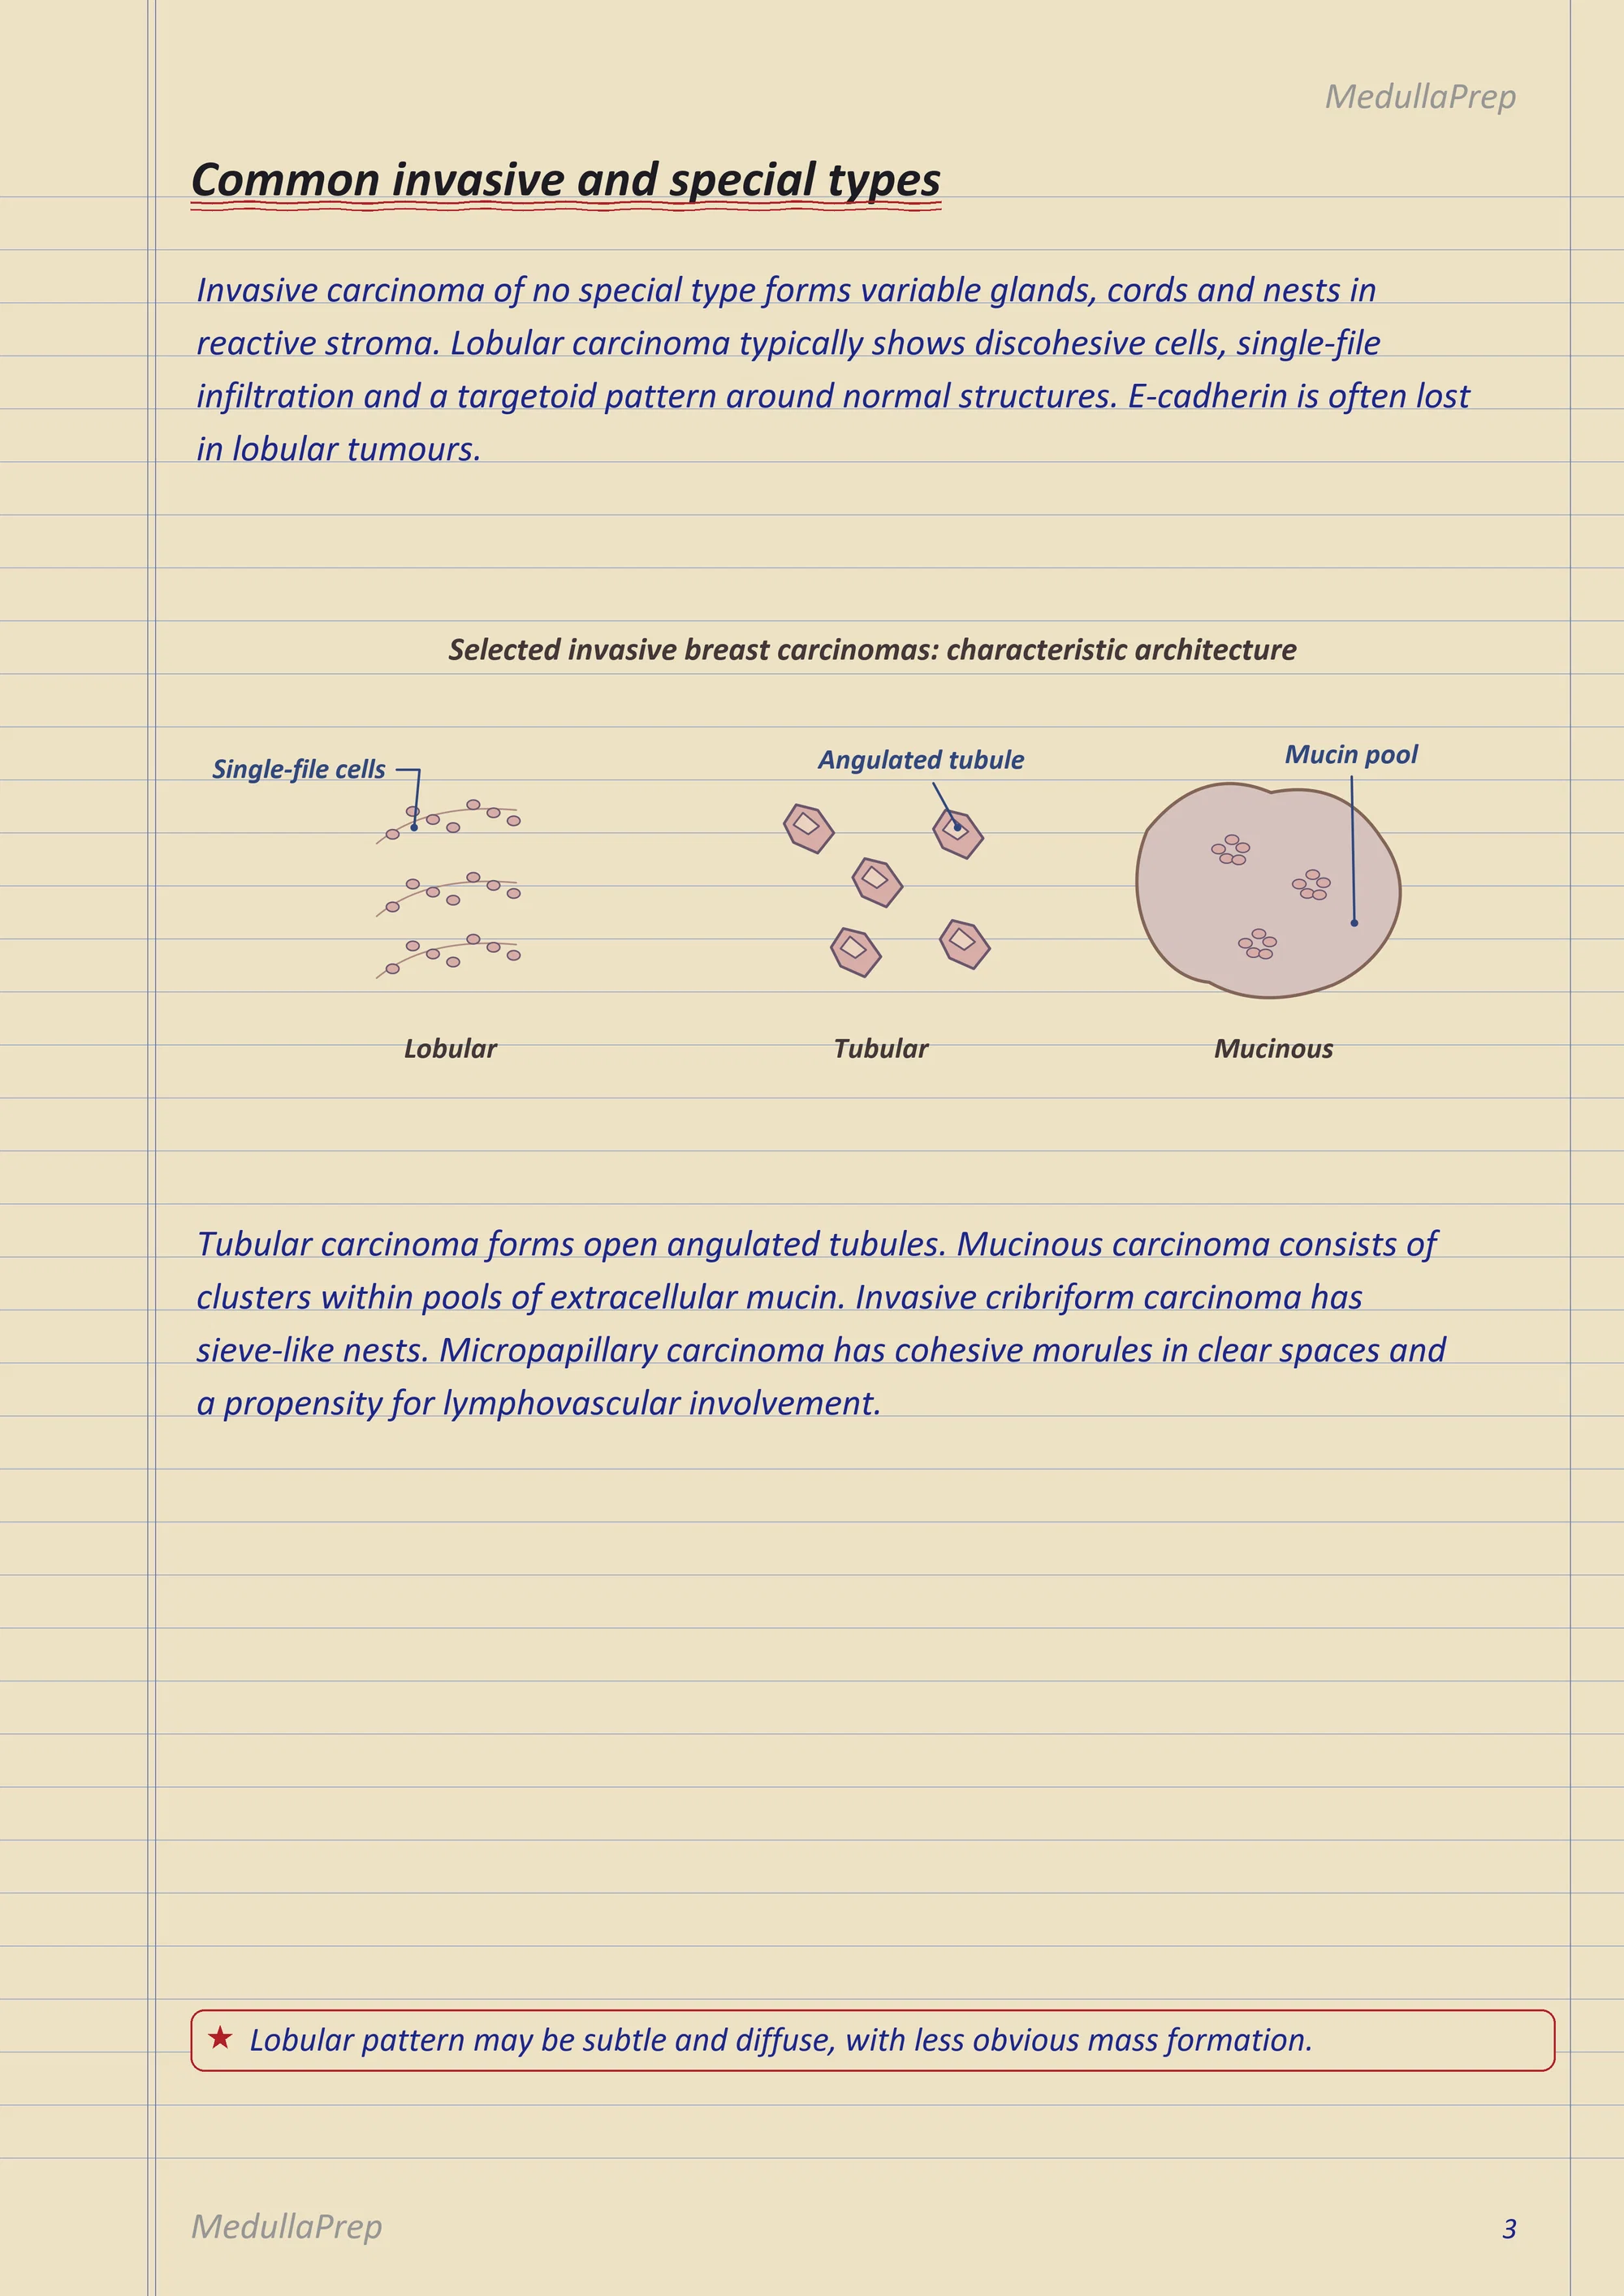 MedullaPrep
Common invasive and special types
Invasive carcinoma of no special type forms variable glands, cords and nests in
reactive stroma. Lobular carcinoma typically shows discohesive cells, single-file
infiltration and a targetoid pattern around normal structures. E-cadherin is often lost
in lobular tumours.
Selected invasive breast carcinomas: characteristic architecture
Single-file cells
Angulated tubule
Mucin pool
Lobular
Tubular
Mucinous
Tubular carcinoma forms open angulated tubules. Mucinous carcinoma consists of
clusters within pools of extracellular mucin. Invasive cribriform carcinoma has
sieve-like nests. Micropapillary carcinoma has cohesive morules in clear spaces and
a propensity for lymphovascular involvement.
★ Lobular pattern may be subtle and diffuse, with less obvious mass formation.
MedullaPrep
3